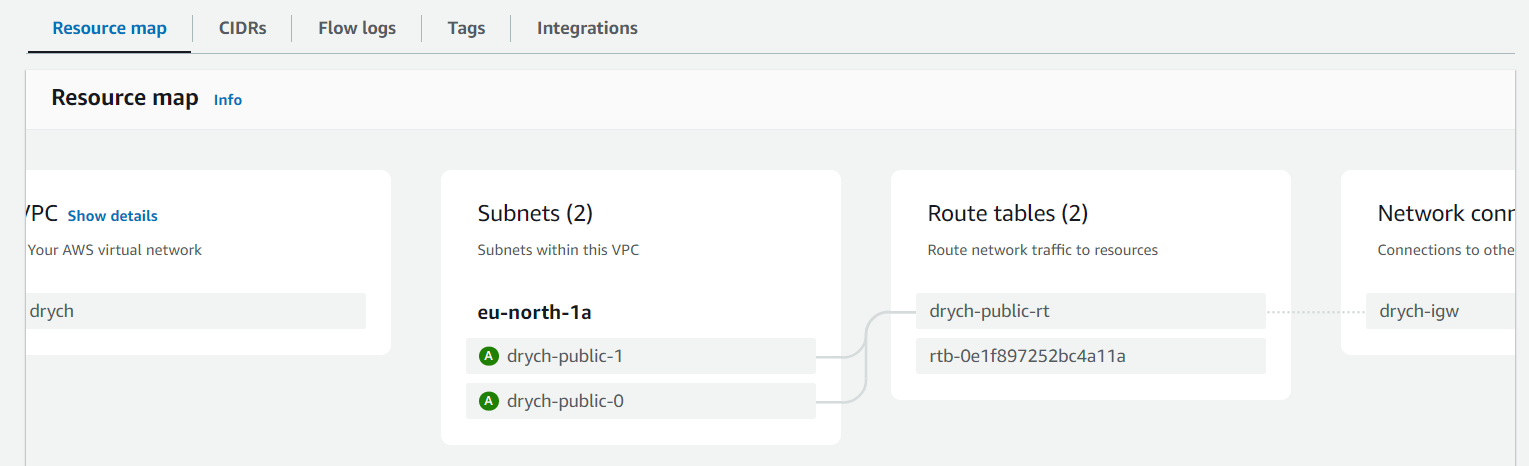 Resource map CIDRs Flow logs Tags Integrations
Resource map Info
VPC Show details
Your AWS virtual network
drych
Subnets (2)
Subnets within this VPC
eu-north-1a
A drych-public-1
A drych-public-0
Route tables (2)
Route network traffic to resources
drych-public-rt
rtb-0e1f897252bc4a11a
Network conn
Connections to othe
drych-igw